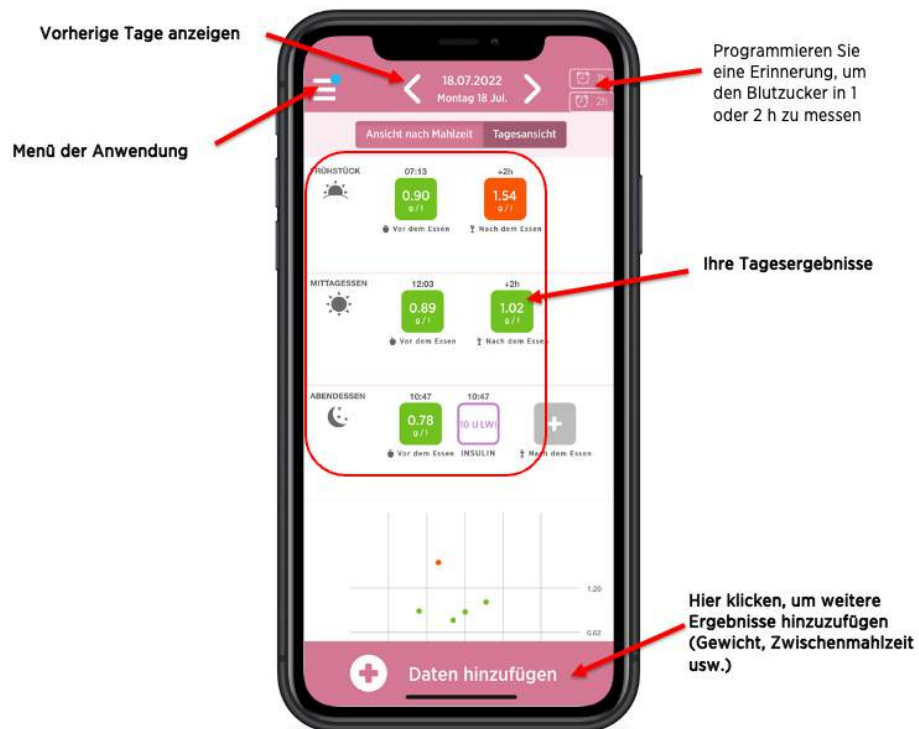 Vorherige Tage anzeigen
Programmieren Sie
eine Erinnerung, um
den Blutzucker in 1
oder 2 h zu messen
Menü der Anwendung
18.07.2022
Montag 18 Jul.
2h
Ansicht nach Mahlzeit Tagesansicht
FRÜHSTÜCK 07:13 +2h
0.90 1.54
g/l g/l
Vor dem Essen Nach dem Essen
Ihre Tagesergebnisse
MITTAGESSEN 12:03 +2h
0.89 1.02
g/l g/l
Vor dem Essen Nach dem Essen
ABENDESSEN 10:47 10:47
0.78 10 U LWI +
g/l
Vor dem Essen INSULIN Nach dem Essen
1.20
0.62
Hier klicken, um weitere
Ergebnisse hinzuzufügen
(Gewicht, Zwischenmahlzeit
usw.)
Daten hinzufügen